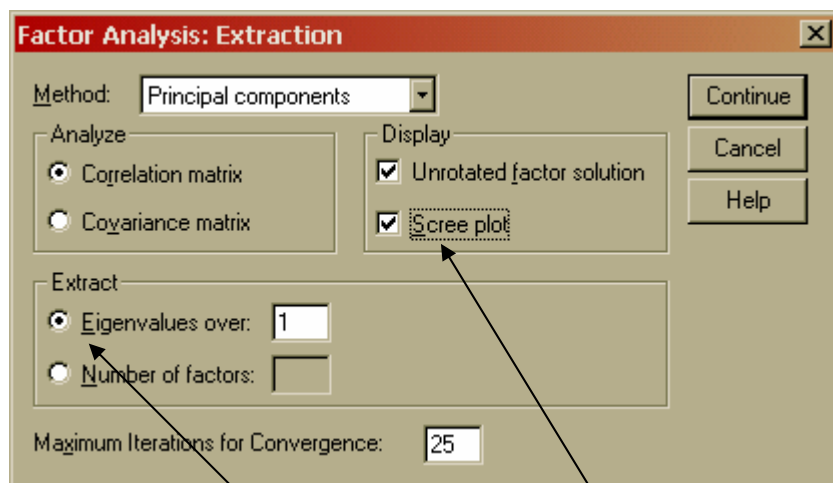 Factor Analysis: Extraction
Method: Principal components
Continue
Cancel
Help
Analyze
Correlation matrix
Covariance matrix
Display
Unrotated factor solution
Scree plot
Extract
Eigenvalues over: 1
Number of factors:
Maximum Iterations for Convergence: 25